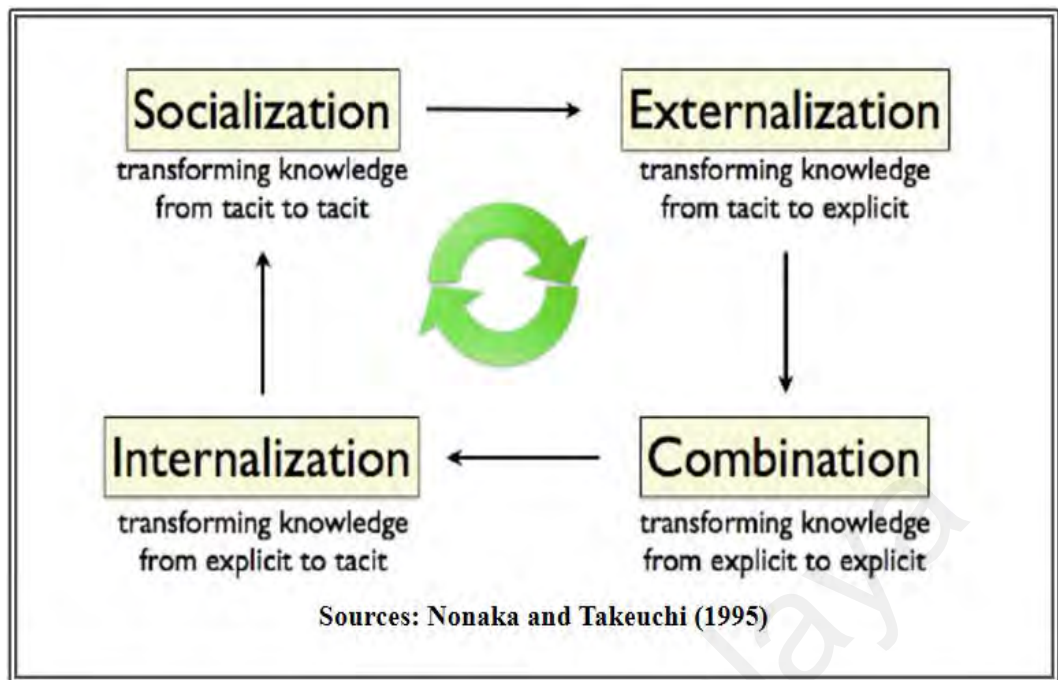 Socialization
transforming knowledge
from tacit to tacit
Externalization
transforming knowledge
from tacit to explicit
Internalization
transforming knowledge
from explicit to tacit
Combination
transforming knowledge
from explicit to explicit
Sources: Nonaka and Takeuchi (1995)
laya